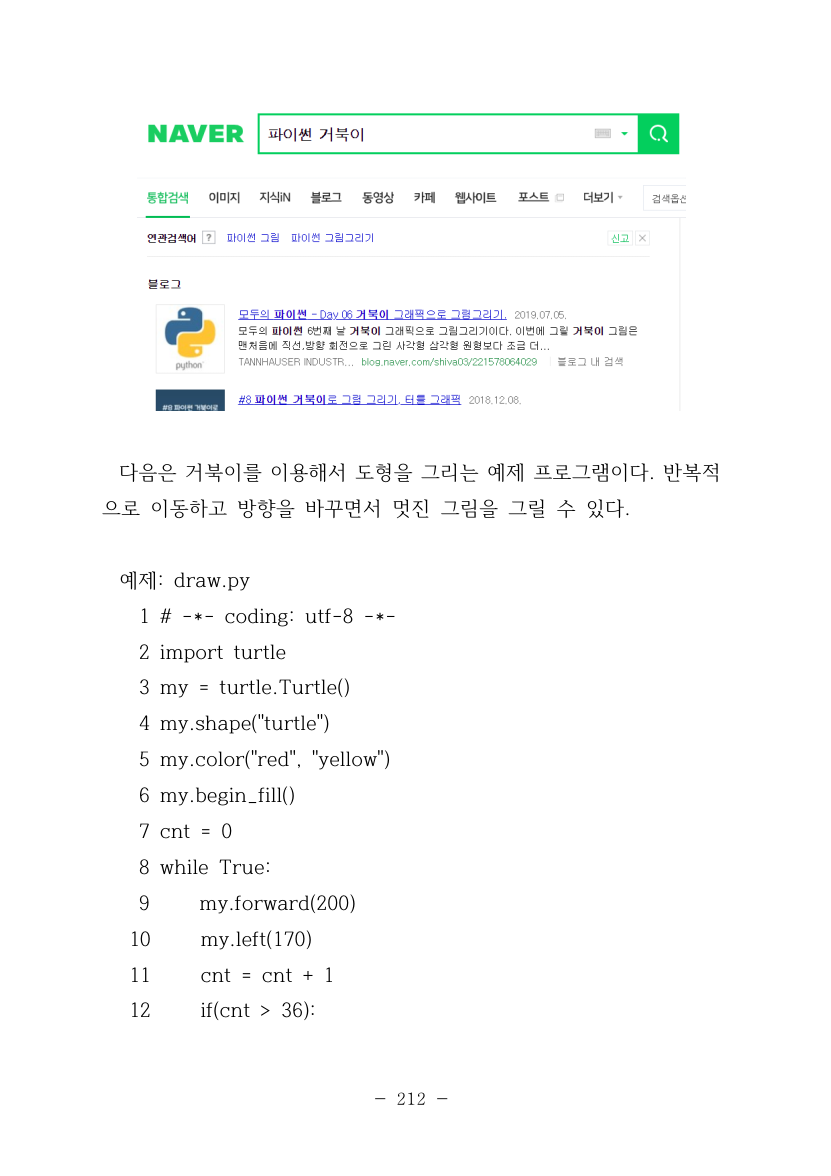 NAVER 파이썬 거북이
통합검색 이미지 지식iN 블로그 동영상 카페 웹사이트 포스트 더보기 검색옵션
연관검색어 ? 파이썬 그림 파이썬 그림그리기 신고 ×
블로그
모두의 파이썬 - Day 06 거북이 그래픽으로 그림그리기. 2019.07.05.
모두의 파이썬 6번째 날 거북이 그래픽으로 그림그리기이다. 이번에 그릴 거북이 그림은
맨처음에 직선,방향 회전으로 그린 사각형 삼각형 원형보다 조금 더...
python
TANNHAUSER INDUSTR... blog.naver.com/shiva03/221578064029 블로그 내 검색
#8 파이썬 거북이로 그림 그리기, 터틀 그래픽 2018.12.08.
#8 파이썬 거북이로
다음은 거북이를 이용해서 도형을 그리는 예제 프로그램이다. 반복적
으로 이동하고 방향을 바꾸면서 멋진 그림을 그릴 수 있다.
예제: draw.py
1 # -*- coding: utf-8 -*-
2 import turtle
3 my = turtle.Turtle()
4 my.shape("turtle")
5 my.color("red", "yellow")
6 my.begin_fill()
7 cnt = 0
8 while True:
9 my.forward(200)
10 my.left(170)
11 cnt = cnt + 1
12 if(cnt > 36):
- 212 -